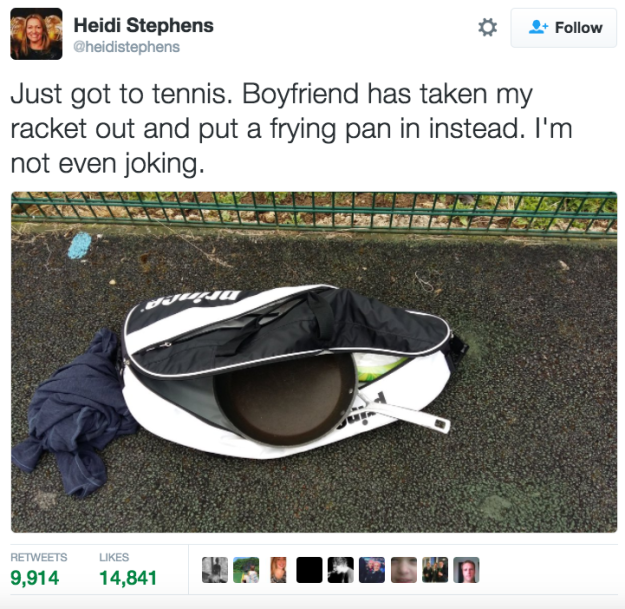 Heidi Stephens
@heidistephens
Follow
Just got to tennis. Boyfriend has taken my
racket out and put a frying pan in instead. I'm
not even joking.
prince
RETWEETS
LIKES
9,914
14,841